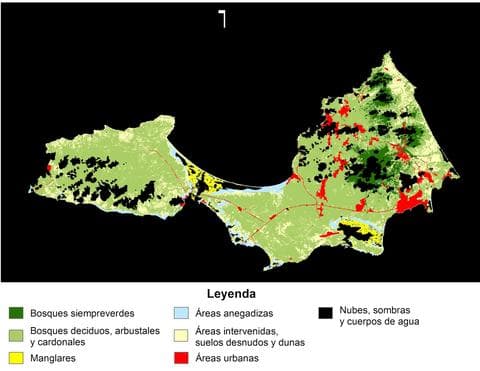 Leyenda
Bosques siempreverdes
Áreas anegadizas
Nubes, sombras
y cuerpos de agua
Bosques deciduos, arbustales
y cardonales
Áreas intervenidas,
suelos desnudos y dunas
Manglares
Áreas urbanas